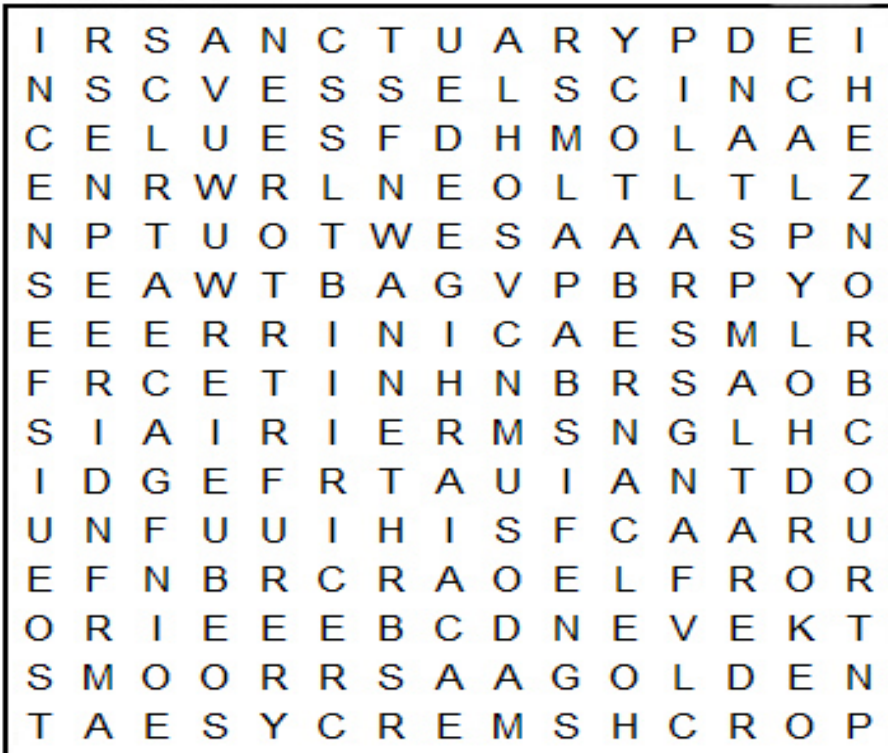 I R S A N C T U A R Y P D E I
N S C V E S S E L S C I N C H
C E L U E S F D H M O L A A E
E N R W R L N E O L T L T L Z
N P T U O T W E S A A A S P N
S E A W T B A G V P B R P Y O
E E E R R I N I C A E S M L R
F R C E T I N H N B R S A O B
S I A I R I E R M S N G L H C
I D G E F R T A U I A N T D O
U N F U U I H I S F C A A R U
E F N B R C R A O E L F R O R
O R I E E E B C D N E V E K T
S M O O R R S A A G O L D E N
T A E S Y C R E M S H C R O P